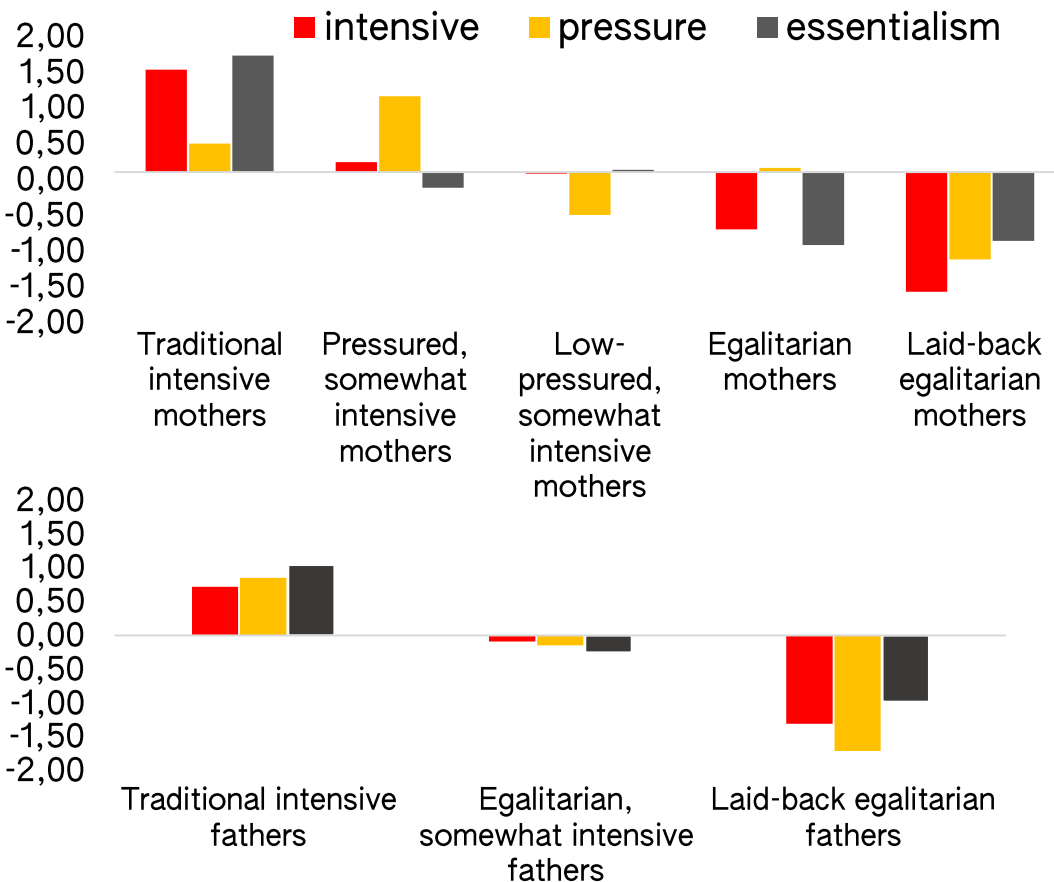 intensive pressure essentialism
2,00
1,50
1,00
0,50
0,00
-0,50
-1,00
-1,50
-2,00
Traditional
intensive
mothers
Pressured,
somewhat
intensive
mothers
Low-
pressured,
somewhat
intensive
mothers
Egalitarian
mothers
Laid-back
egalitarian
mothers
2,00
1,50
1,00
0,50
0,00
-0,50
-1,00
-1,50
-2,00
Traditional intensive
fathers
Egalitarian,
somewhat intensive
fathers
Laid-back egalitarian
fathers